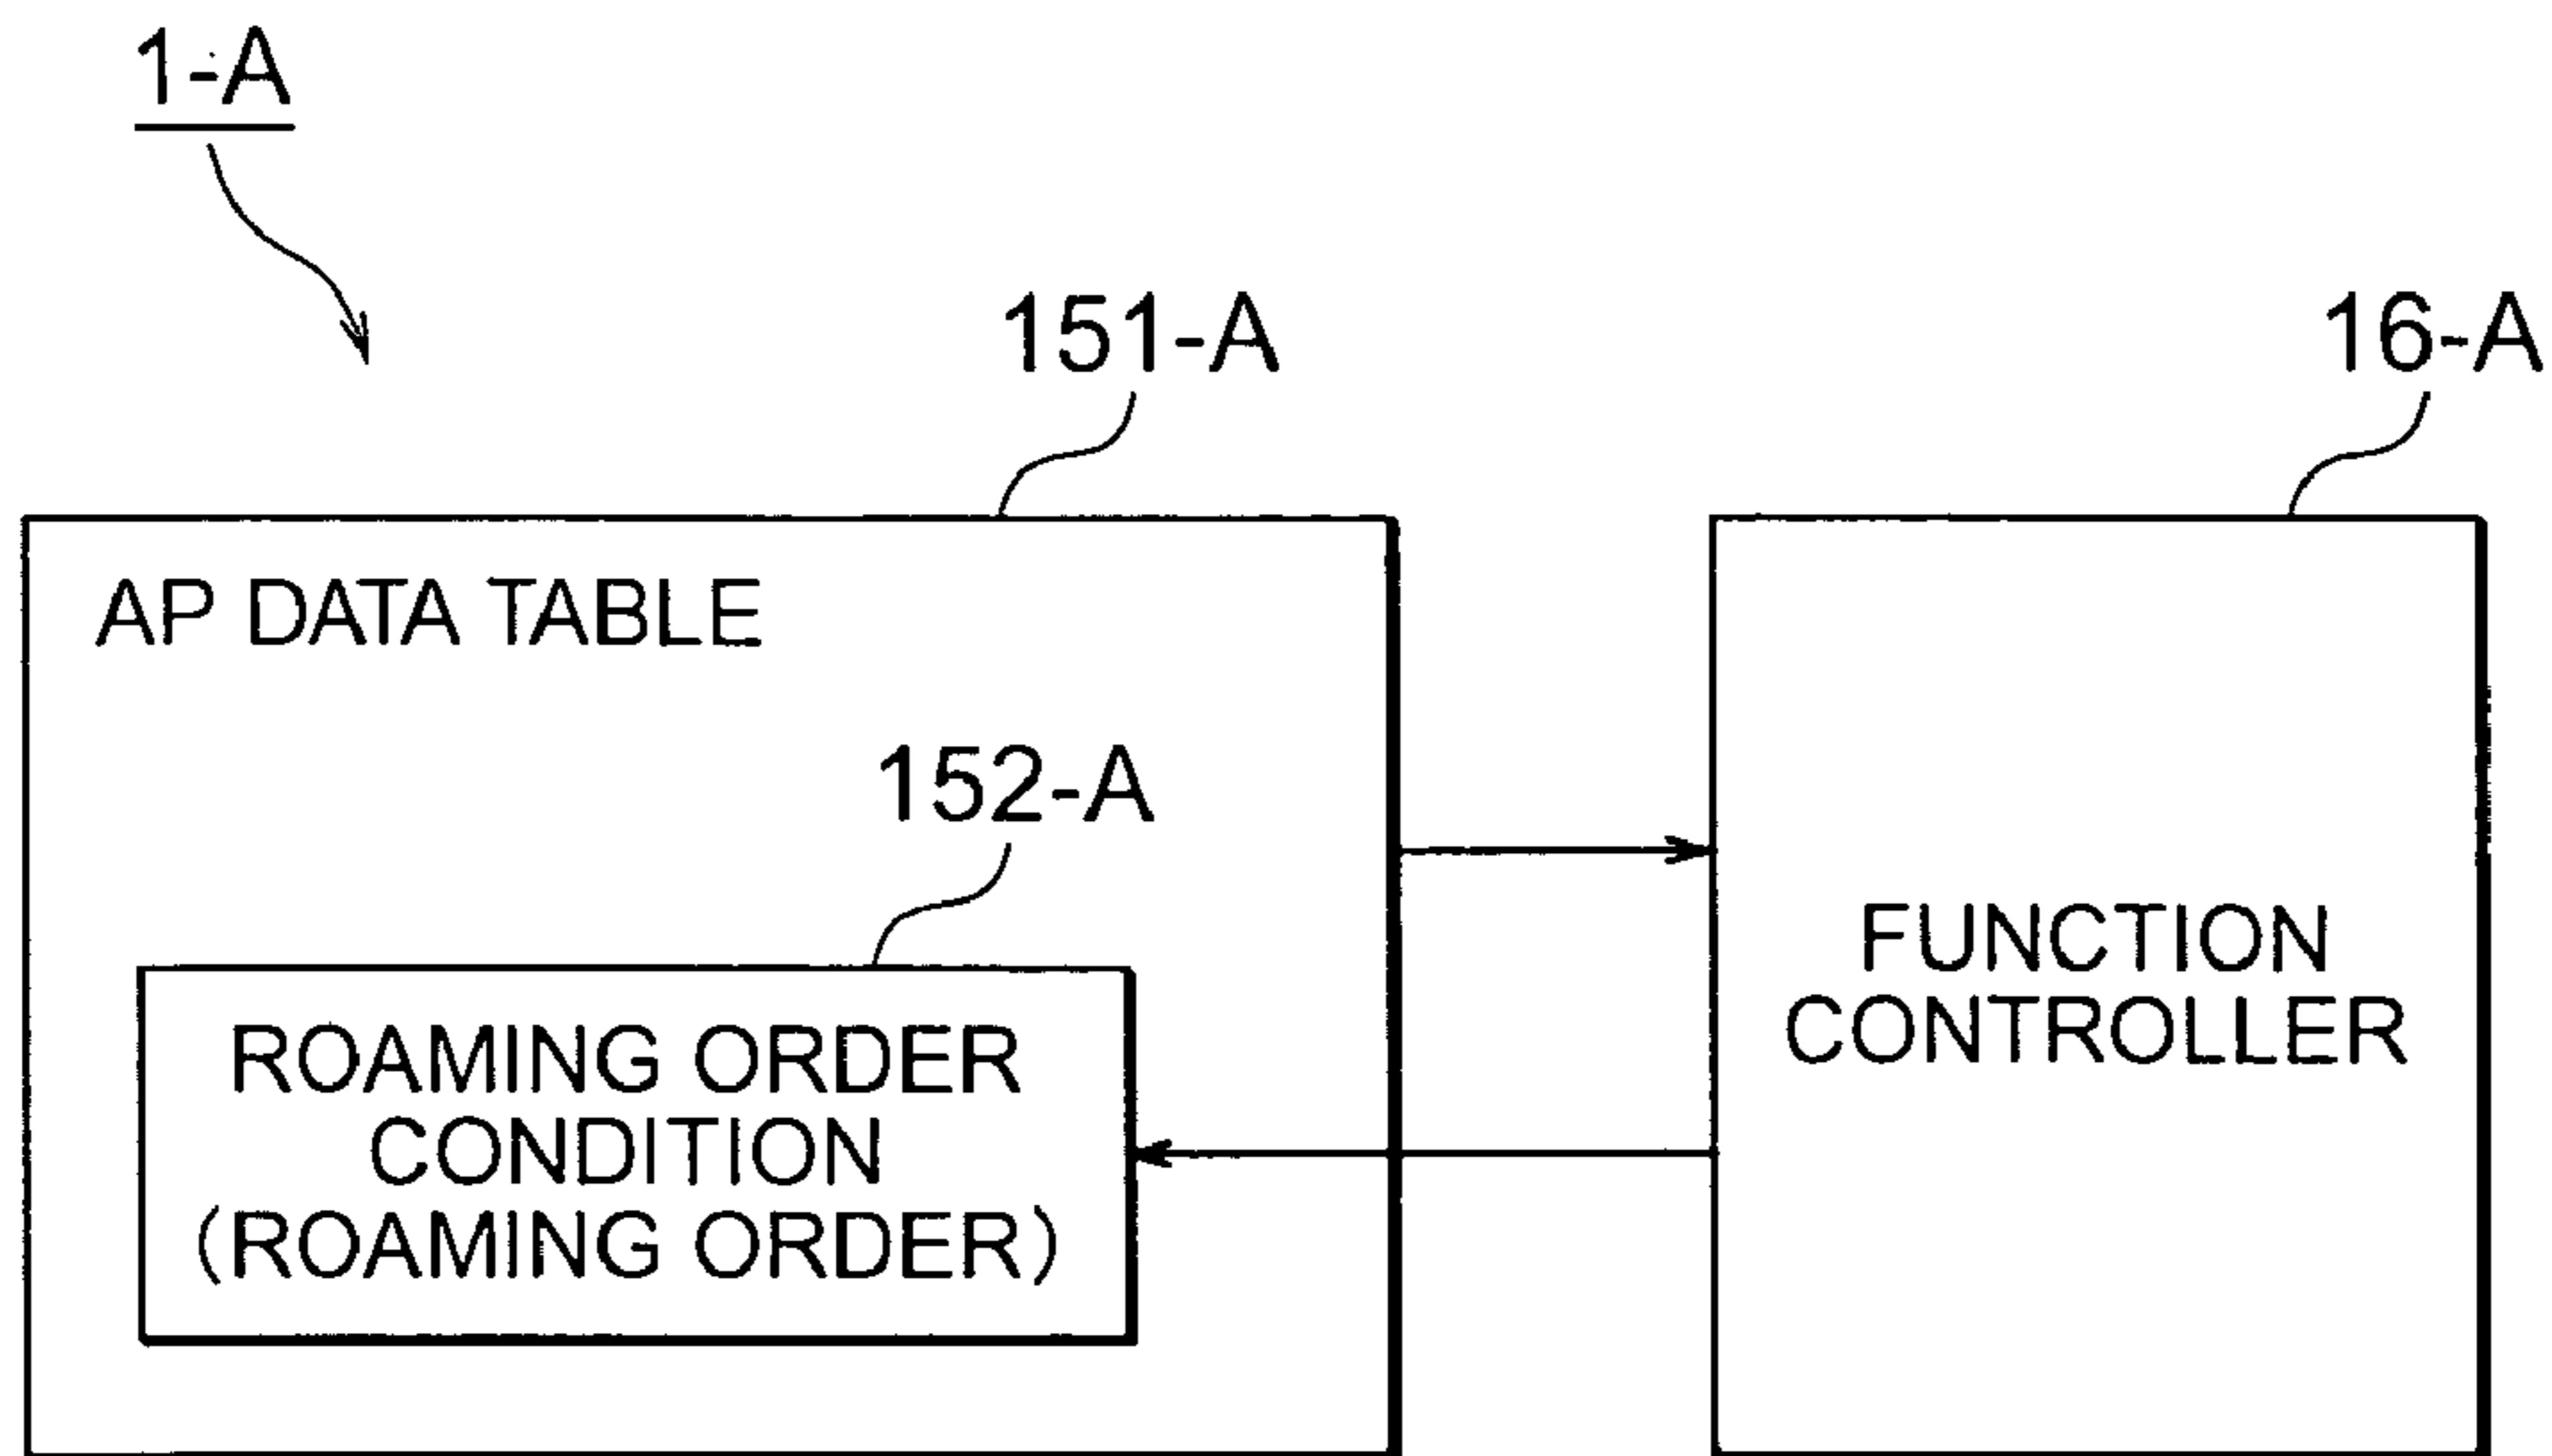 1-A
151-A
16-A
AP DATA TABLE
152-A
ROAMING ORDER
CONDITION
(ROAMING ORDER)
FUNCTION
CONTROLLER